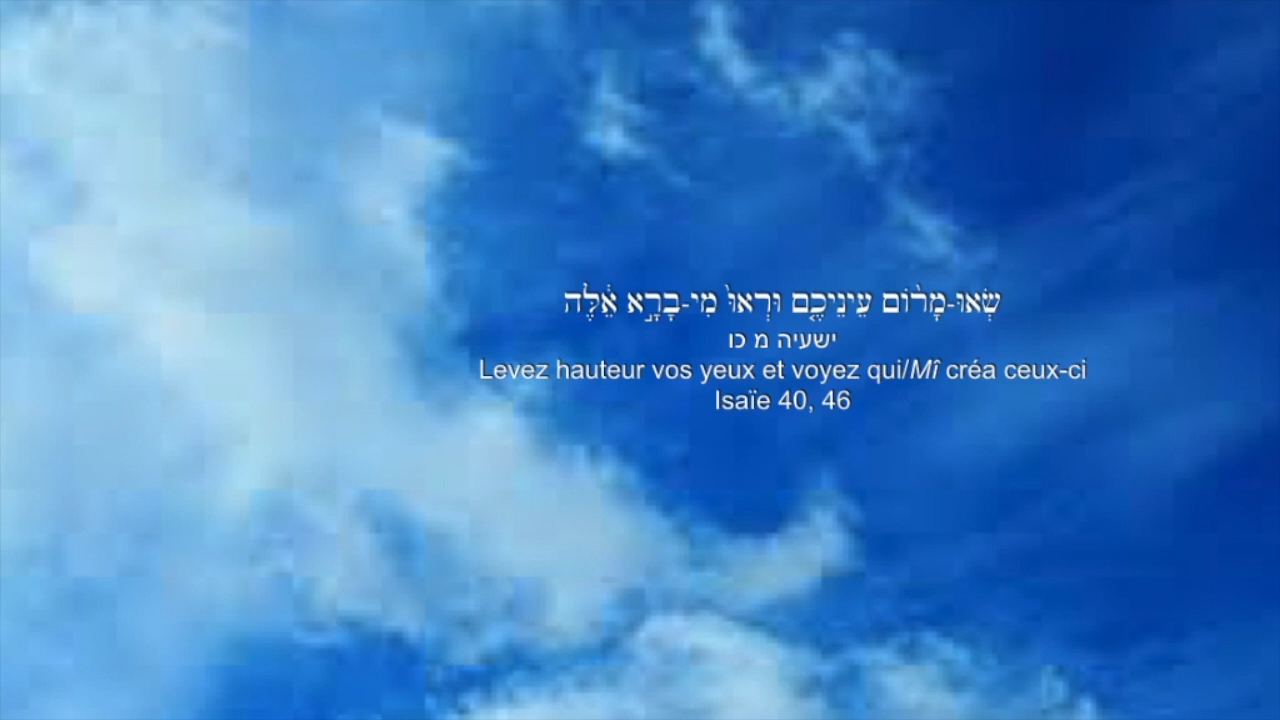 שְׂאוּ-מָר֨וֹם עֵינֵיכֶ֤ם וּרְאוּ֙ מִי-בָרָ֣א אֵ֔לֶּה
ישעיה מ כו
Levez hauteur vos yeux et voyez qui/Mî créa ceux-ci
Isaïe 40, 46